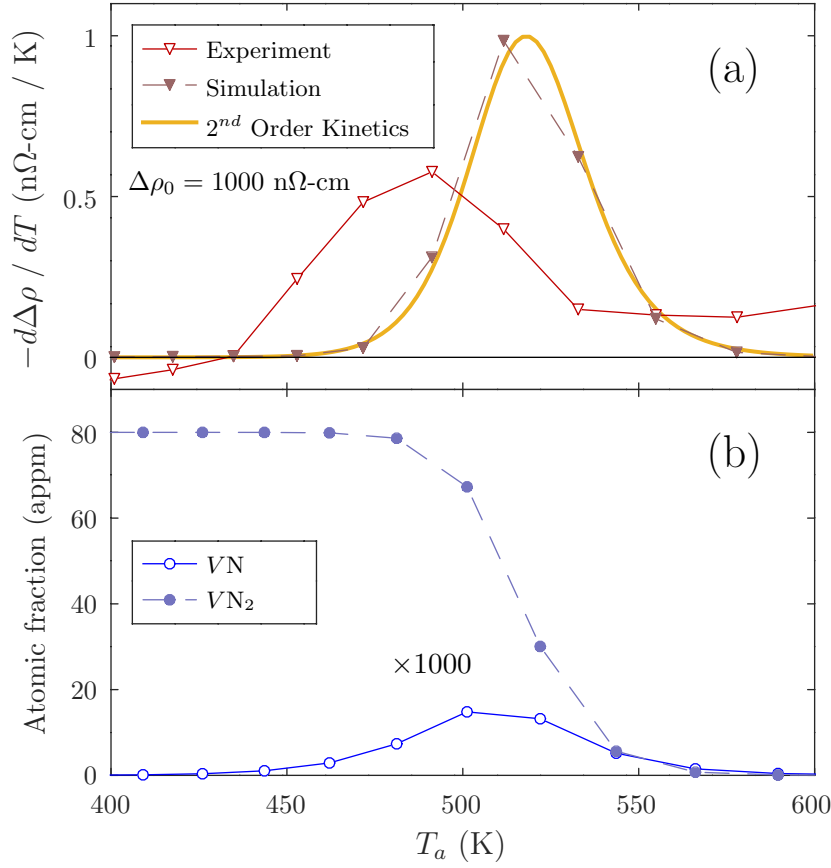 −dΔρ / dT (nΩ-cm / K)
1
0.5
0
Experiment
Simulation
2nd Order Kinetics
Δρ0 = 1000 nΩ-cm
(a)
Atomic fraction (appm)
80
60
40
20
0
(b)
VN
VN2
×1000
400
450
500
550
600
Ta (K)